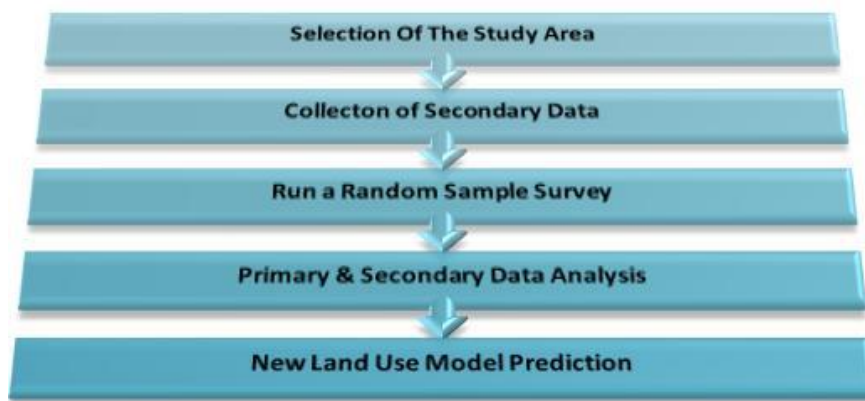 Selection Of The Study Area
Collecton of Secondary Data
Run a Random Sample Survey
Primary & Secondary Data Analysis
New Land Use Model Prediction